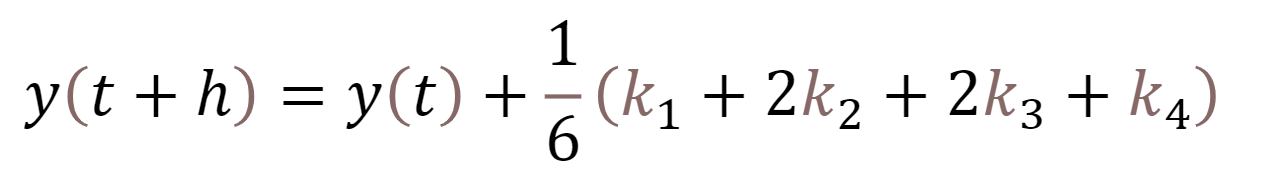 y(t + h) = y(t) + 1/6 (k₁ + 2k₂ + 2k₃ + k₄)